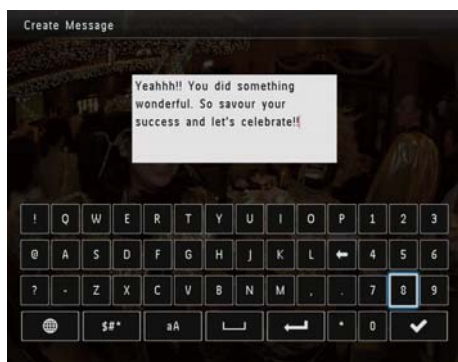 Create Message
Yeahhh!! You did something
wonderful. So savour your
success and let's celebrate!!
! Q W E R T Y U I O P 1 2 3
@ A S D F G H J K L 4 5 6
? - Z X C V B N M , . 7 8 9
$#* aA * 0